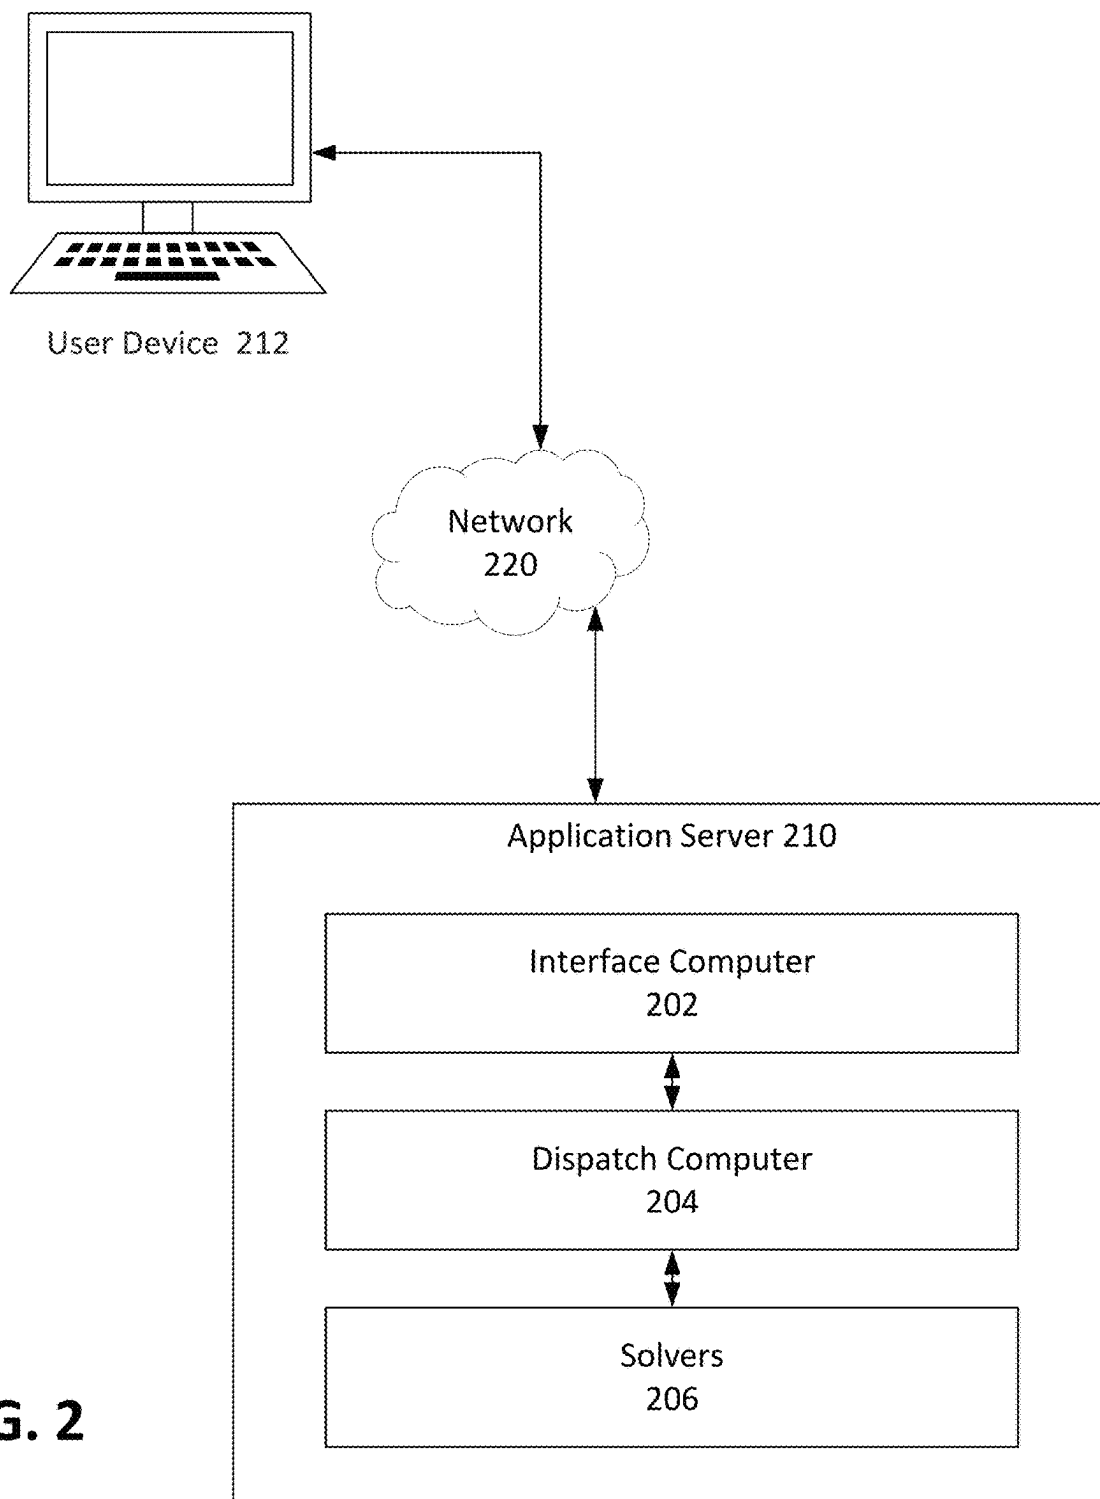 User Device 212
Network
220
Application Server 210
Interface Computer
202
Dispatch Computer
204
Solvers
206
G. 2